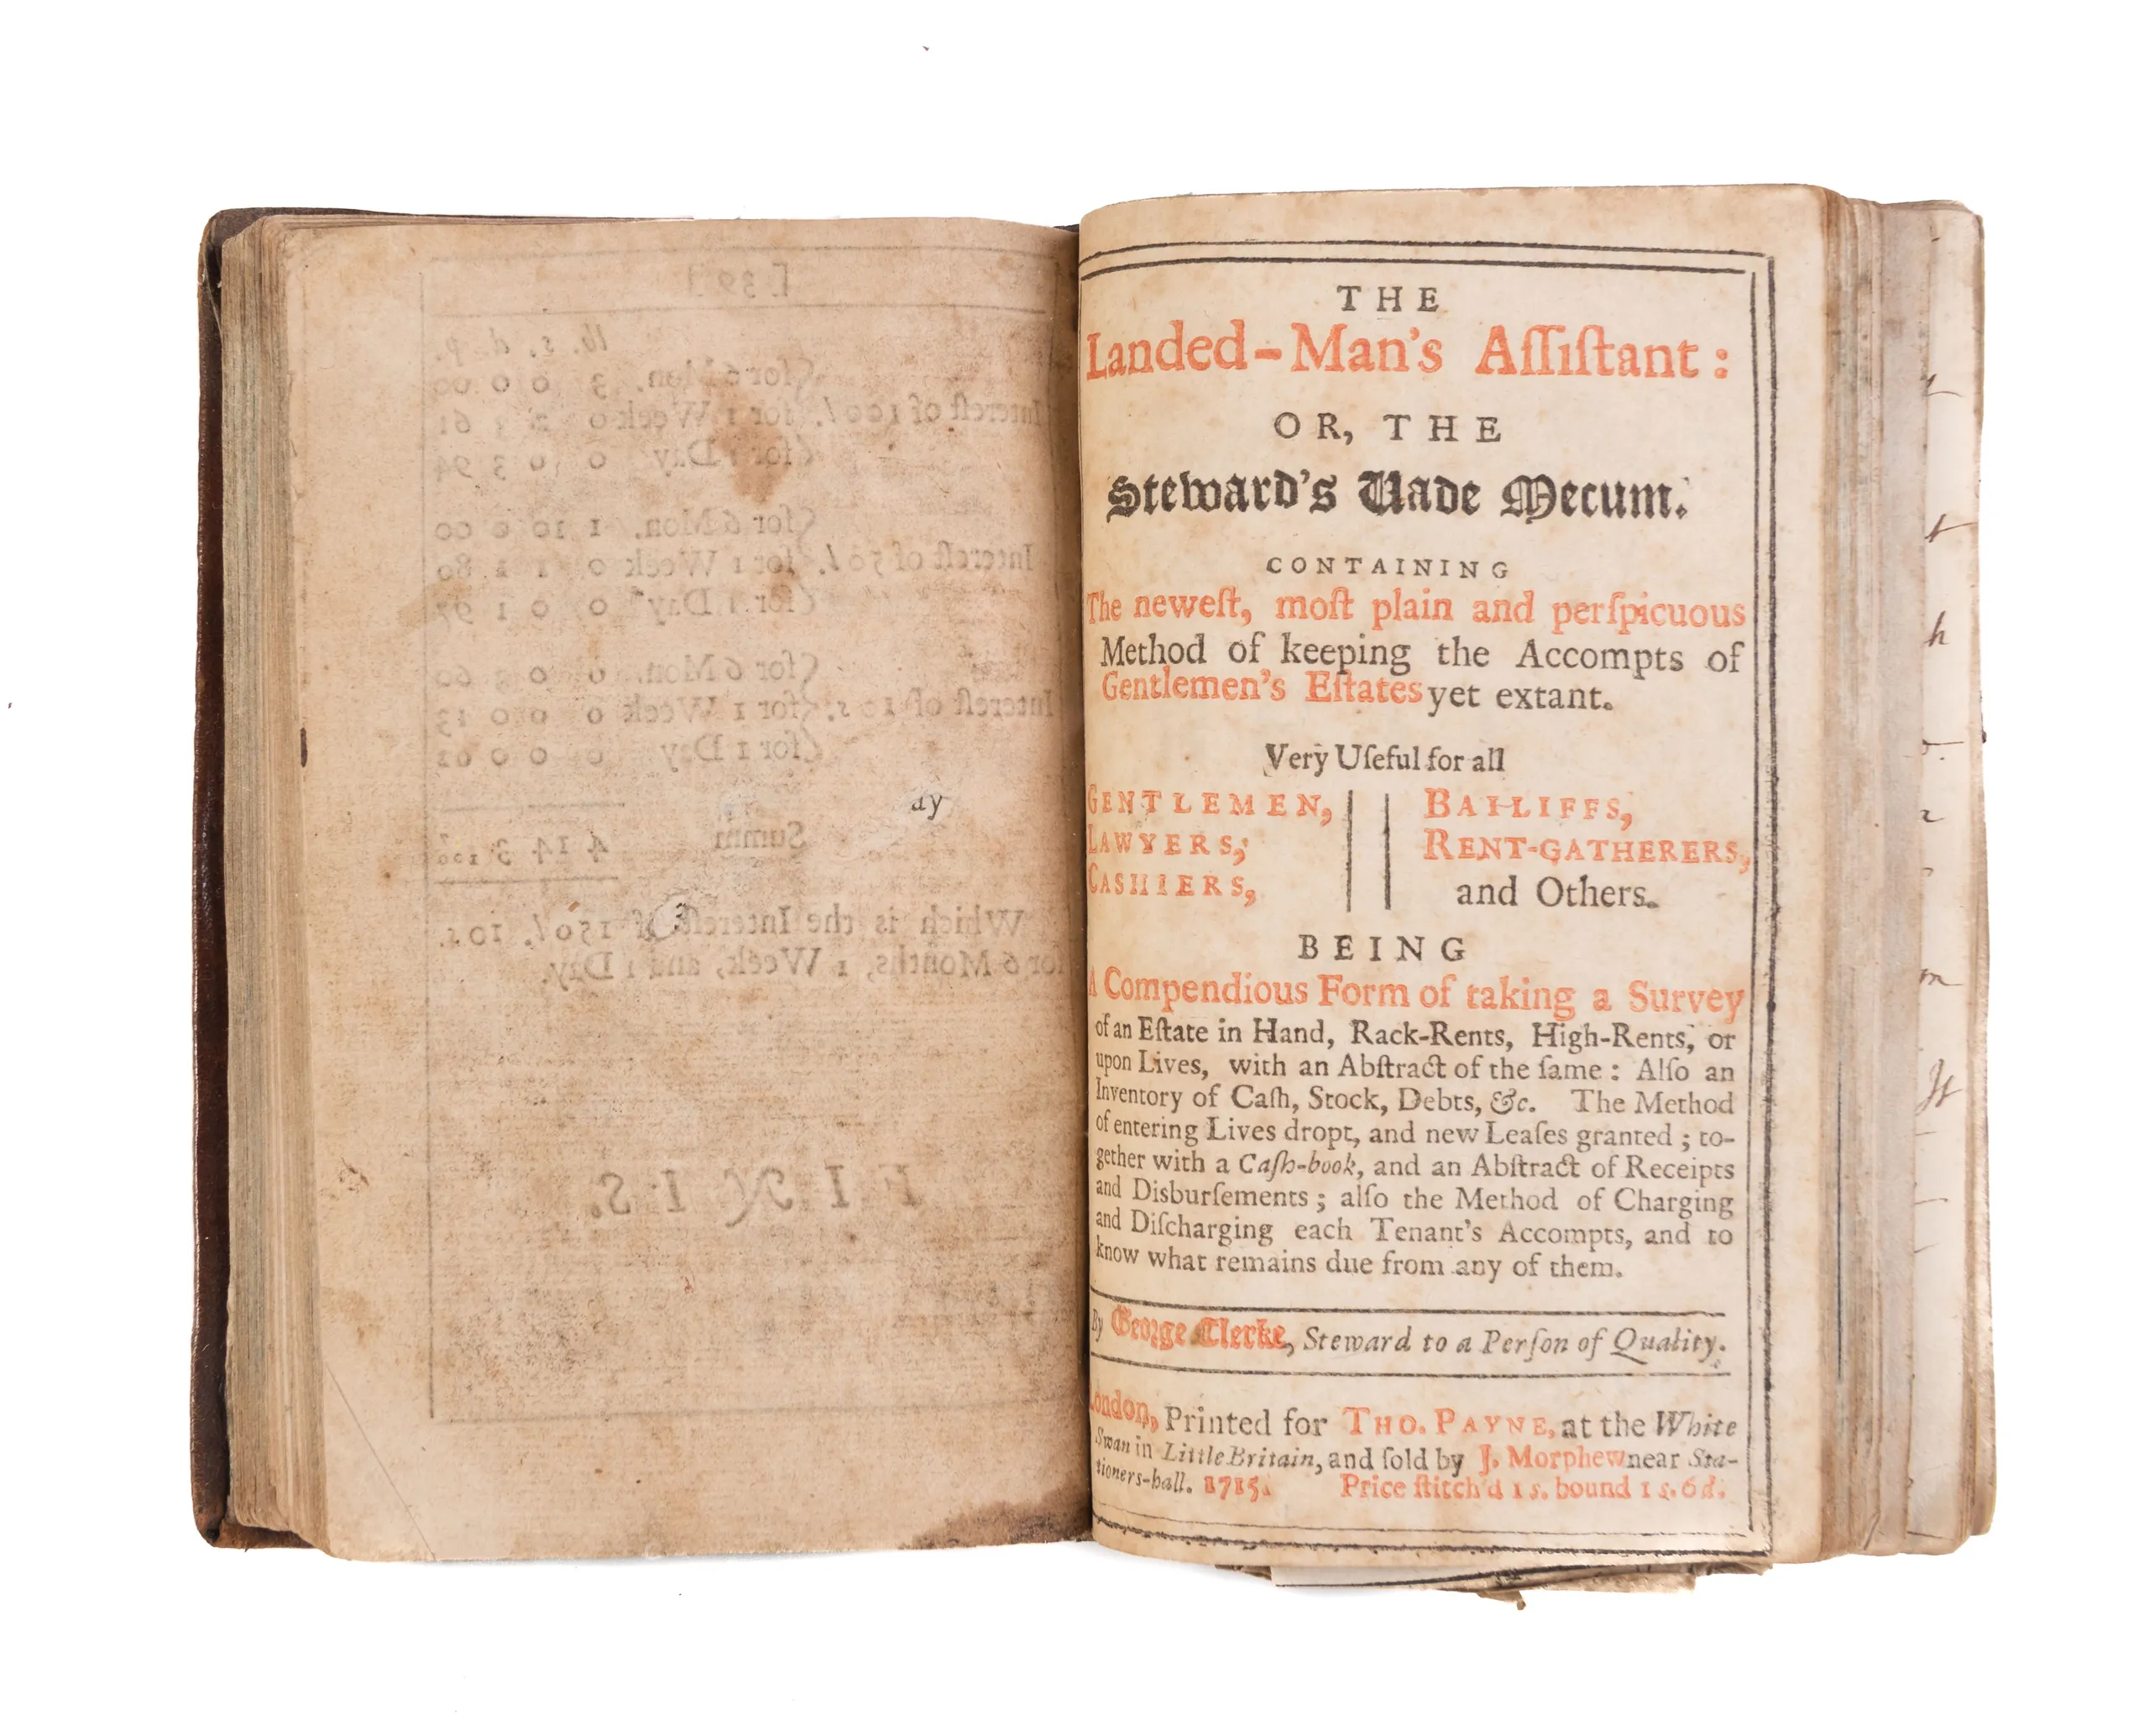 ay
THE
Landed-Man's Aſſiſtant:
OR, THE
Steward's Vade Mecum.
CONTAINING
The neweſt, moſt plain and perſpicuous
Method of keeping the Accompts of
Gentlemen's Eſtates yet extant.
Very Uſeful for all
GENTLEMEN, BAILIFFS,
LAWYERS, RENT-GATHERERS,
CASHIERS, and Others.
BEING
A Compendious Form of taking a Survey
of an Eſtate in Hand, Rack-Rents, High-Rents, or
upon Lives, with an Abſtract of the ſame: Alſo an
Inventory of Caſh, Stock, Debts, &c. The Method
of entering Lives dropt, and new Leaſes granted; to-
gether with a Caſh-book, and an Abſtract of Receipts
and Disburſements; alſo the Method of Charging
and Diſcharging each Tenant's Accompts, and to
know what remains due from any of them.
By George Clerke, Steward to a Perſon of Quality.
London, Printed for THO. PAYNE, at the White
Swan in Little Britain, and ſold by J. Morphew near Sta-
tioners-hall. 1715. Price ſtitch'd 1 s. bound 1 s. 6 d.